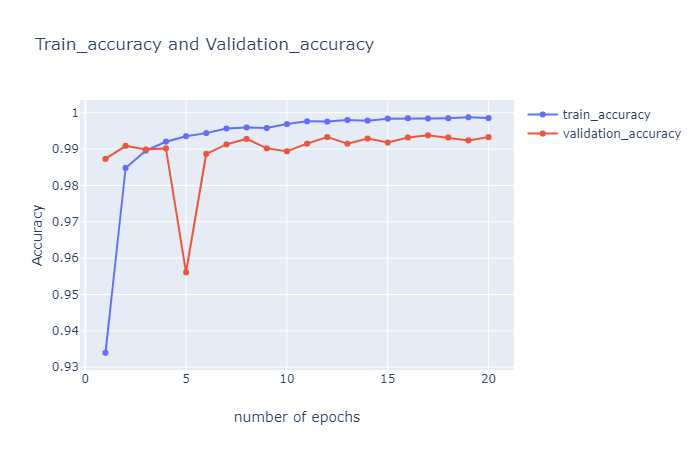 Train_accuracy and Validation_accuracy
train_accuracy
validation_accuracy
Accuracy
1
0.99
0.98
0.97
0.96
0.95
0.94
0.93
0 5 10 15 20
number of epochs